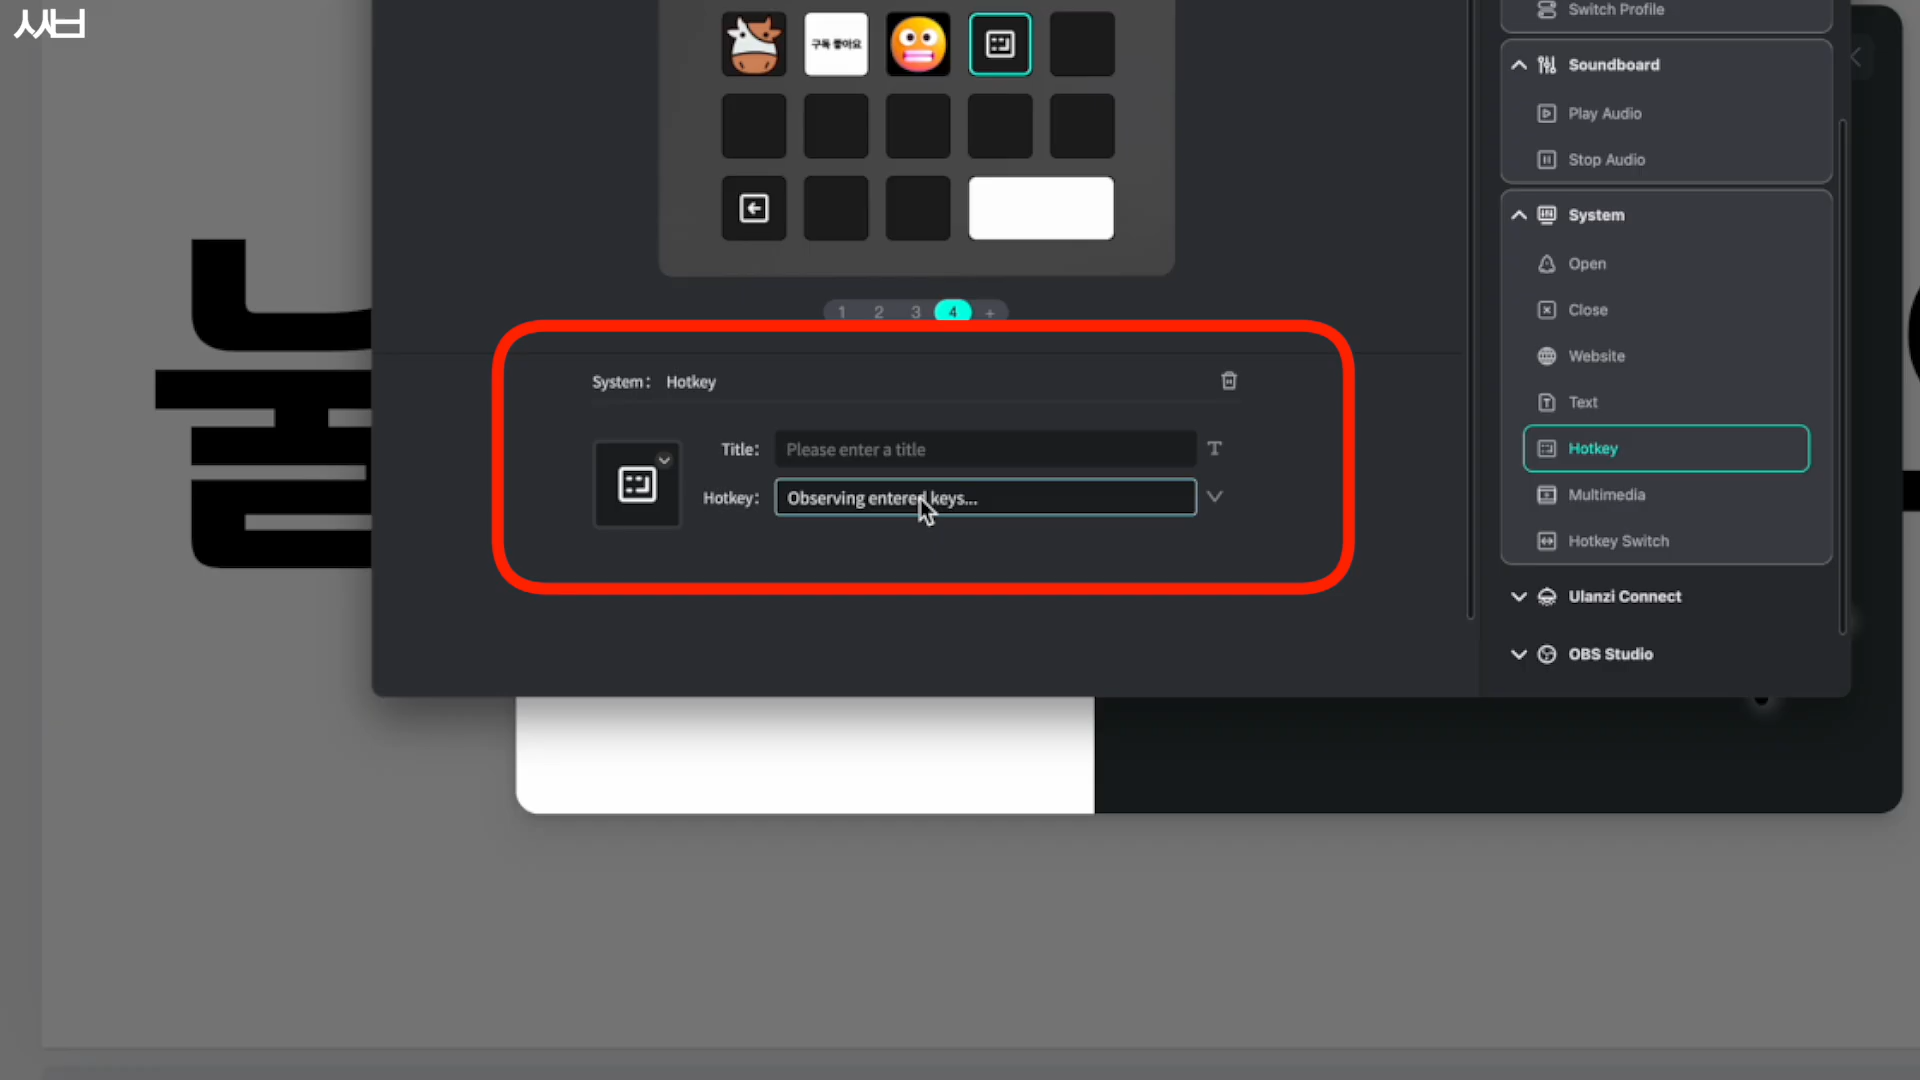 씨넙
Switch Profile
구독 좋아요
Soundboard
Play Audio
Stop Audio
System
Open
Close
Website
Text
Hotkey
Multimedia
Hotkey Switch
Ulanzi Connect
OBS Studio
1 2 3 4 +
System: Hotkey
Title: Please enter a title
Hotkey: Observing entered keys...